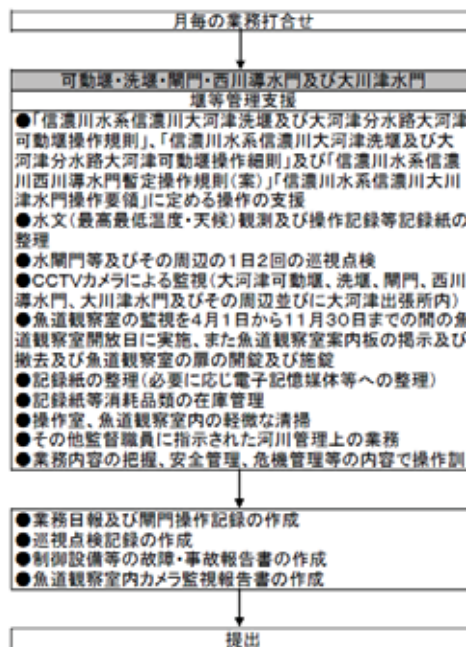 月毎の業務打合せ
可動堰・洗堰・閘門・西川導水門及び大川津水門
堰等管理支援
●「信濃川水系信濃川大河津洗堰及び大河津分水路大河津
可動堰操作規則」、「信濃川水系信濃川大河津洗堰及び大
河津分水路大河津可動堰操作細則」及び「信濃川水系信濃
川西川導水門暫定操作規則(案)」「信濃川水系信濃川大川
津水門操作要領」に定める操作の支援
●水文(最高最低温度・天候)観測及び操作記録等記録紙の
整理
●水閘門等及びその周辺の1日2回の巡視点検
●CCTVカメラによる監視(大河津可動堰、洗堰、閘門、西川
導水門、大川津水門及びその周辺並びに大河津出張所内)
●魚道観察室の監視を4月1日から11月30日までの間の魚
道観察室開放日に実施、また魚道観察室案内板の掲示及び
撤去及び魚道観察室の扉の開錠及び施錠
●記録紙の整理(必要に応じ電子記憶媒体等への整理)
●記録紙等消耗品類の在庫管理
●操作室、魚道観察室内の軽微な清掃
●その他監督職員に指示された河川管理上の業務
●業務内容の把握、安全管理、危機管理等の内容で操作訓
●業務日報及び閘門操作記録の作成
●巡視点検記録の作成
●制御設備等の故障・事故報告書の作成
●魚道観察室内カメラ監視報告書の作成
提出